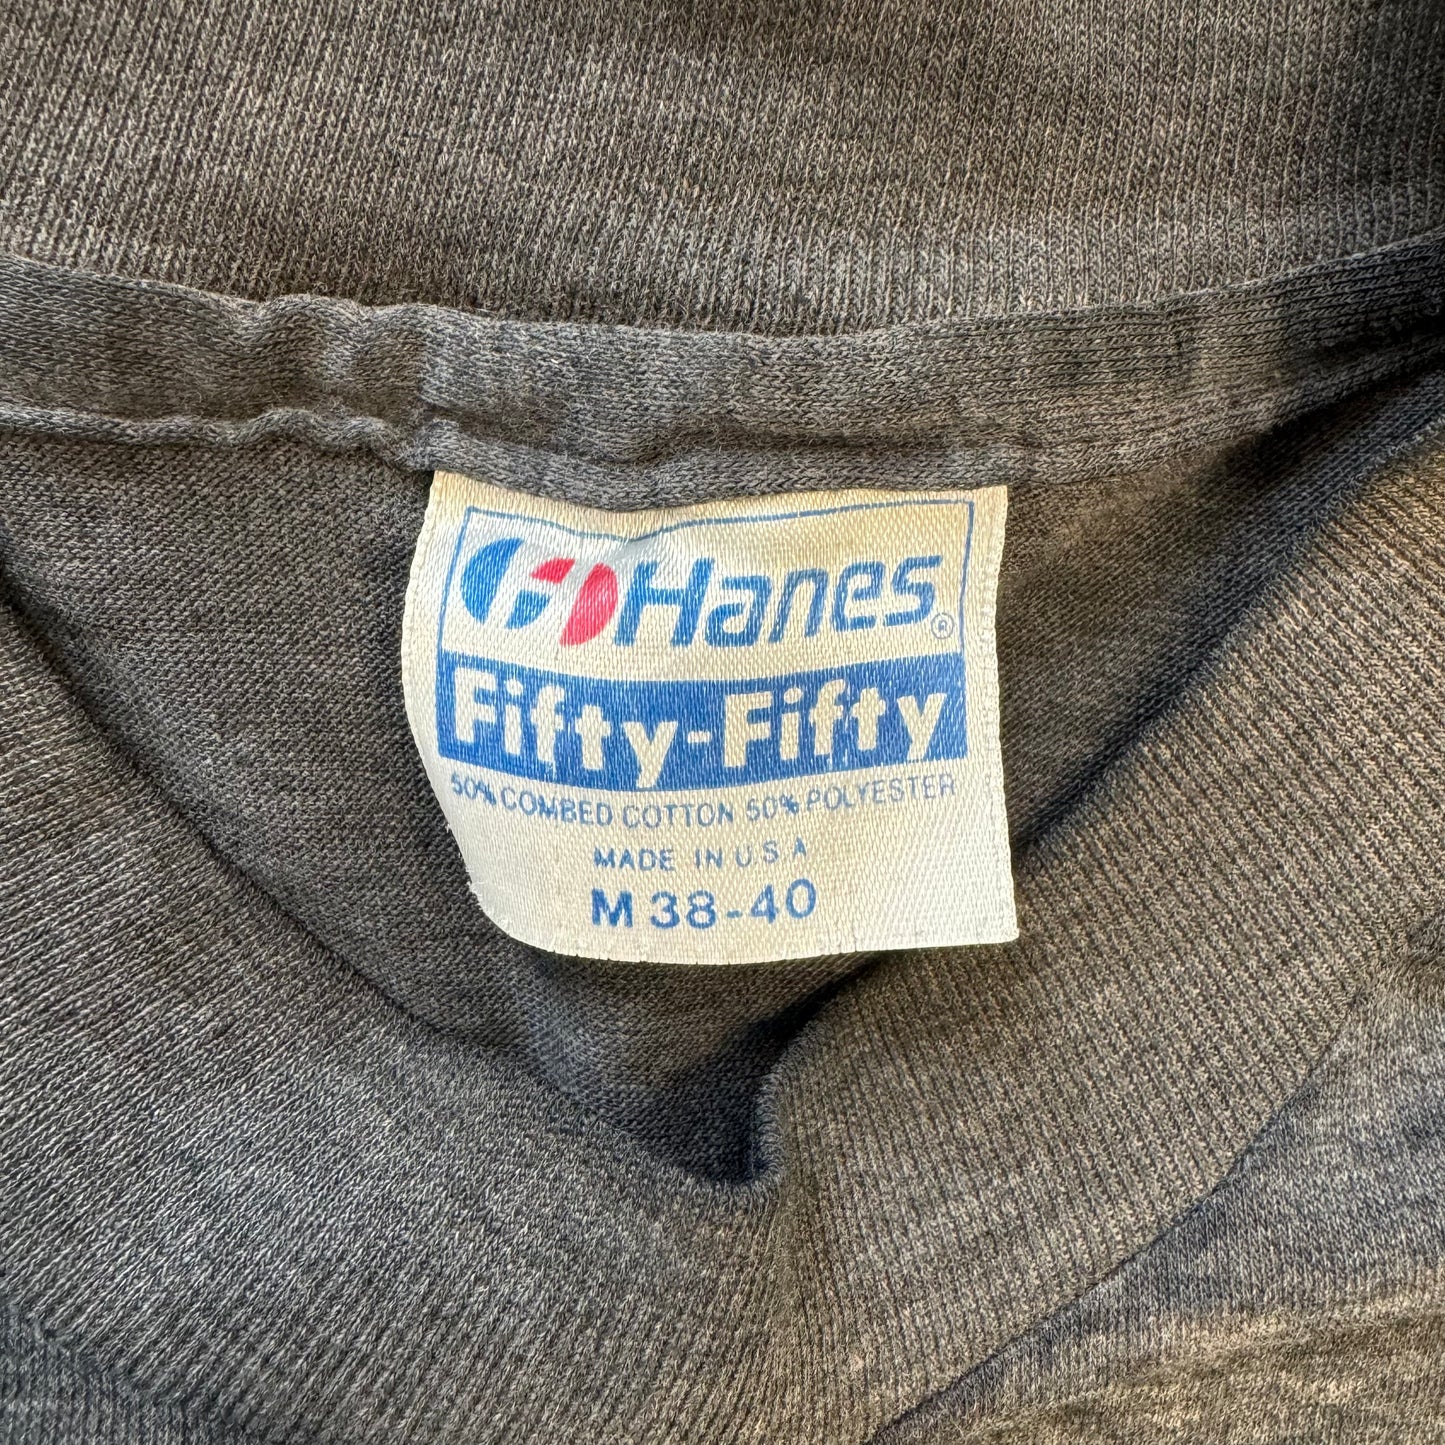 Hanes®
Fifty-Fifty
50% COMBED COTTON 50% POLYESTER
MADE IN U.S.A
M 38-40